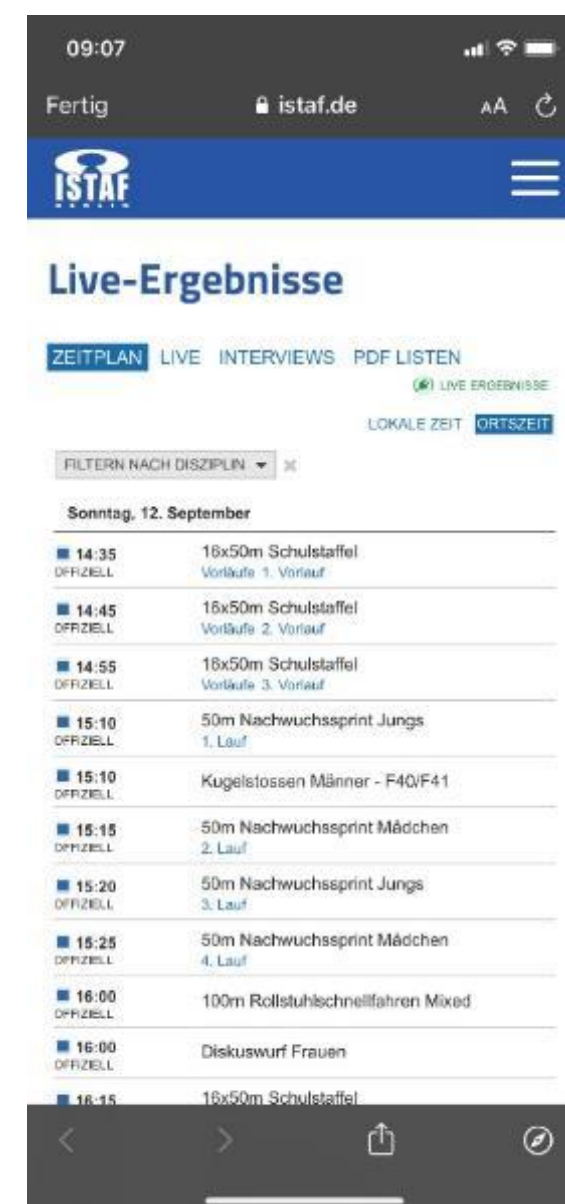 09:07
Fertig istaf.de AA
ISTAF
BERLIN
Live-Ergebnisse
ZEITPLAN LIVE INTERVIEWS PDF LISTEN
LIVE ERGEBNISSE
LOKALE ZEIT ORTSZEIT
FILTERN NACH DISZIPLIN
Sonntag, 12. September
14:35 16x50m Schulstaffel
OFFIZIELL Vorläufe 1. Vorlauf
14:45 16x50m Schulstaffel
OFFIZIELL Vorläufe 2. Vorlauf
14:55 16x50m Schulstaffel
OFFIZIELL Vorläufe 3. Vorlauf
15:10 50m Nachwuchssprint Jungs
OFFIZIELL 1. Lauf
15:10 Kugelstossen Männer - F40/F41
OFFIZIELL
15:15 50m Nachwuchssprint Mädchen
OFFIZIELL 2. Lauf
15:20 50m Nachwuchssprint Jungs
OFFIZIELL 3. Lauf
15:25 50m Nachwuchssprint Mädchen
OFFIZIELL 4. Lauf
16:00 100m Rollstuhlschnellfahren Mixed
OFFIZIELL
16:00 Diskuswurf Frauen
OFFIZIELL
16:15 16x50m Schulstaffel